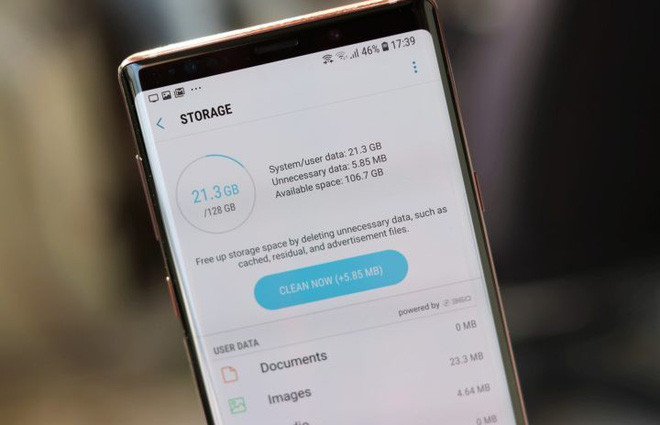 46% 17:39
STORAGE
21.3 GB
/128 GB
System/user data: 21.3 GB
Unnecessary data: 5.85 MB
Available space: 106.7 GB
Free up storage space by deleting unnecessary data, such as
cached, residual, and advertisement files.
CLEAN NOW (+5.85 MB)
powered by 360
USER DATA
Documents 0 MB
Images 23.3 MB
4.64 MB
0 MB